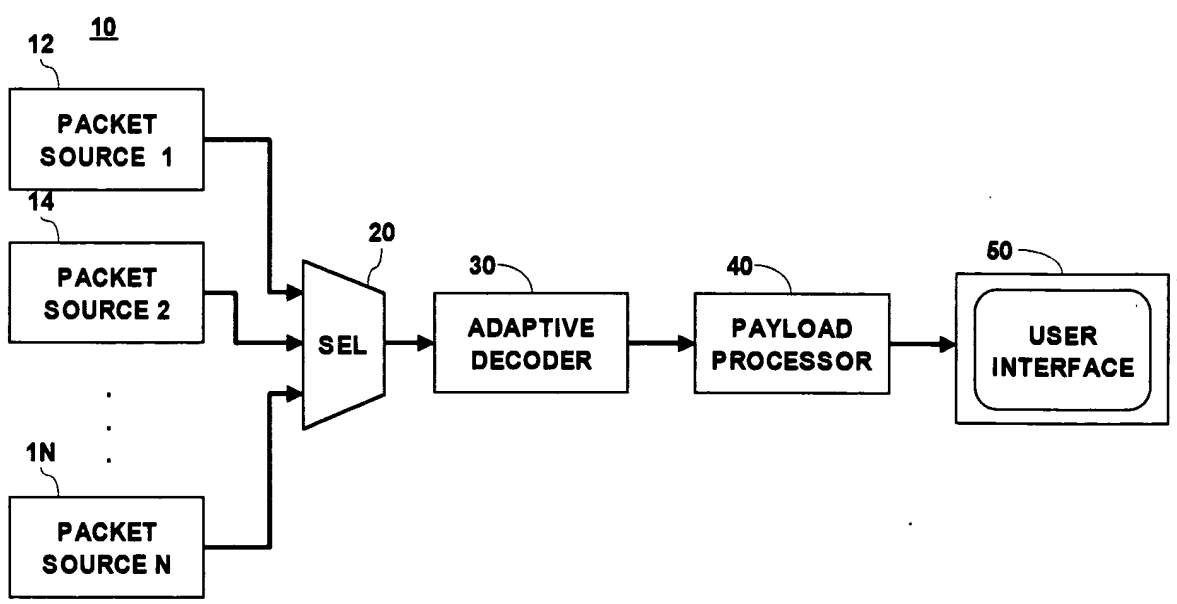 10
12
PACKET
SOURCE 1
14
PACKET
SOURCE 2
1N
PACKET
SOURCE N
20
SEL
30
ADAPTIVE
DECODER
40
PAYLOAD
PROCESSOR
50
USER
INTERFACE